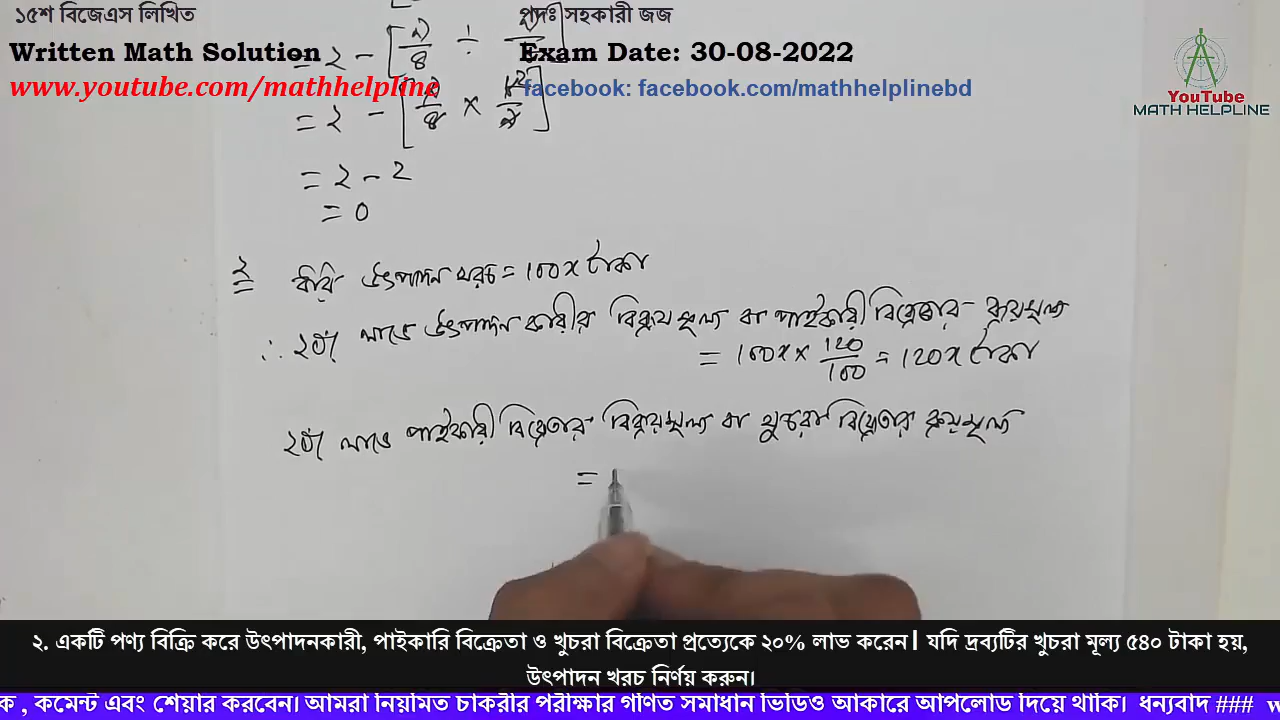 ১৫শ বিজেএস লিখিত
পদঃ সহকারী জজ
Written Math Solution
Exam Date: 30-08-2022
www.youtube.com/mathhelpline
facebook: facebook.com/mathhelplinebd
YouTube
MATH HELPLINE
= ২ - ২
= 0
২ ধরি উৎপাদন খরচ = 100x টাকা
∴ ২০% লাভে উৎপাদন কারীর বিক্রয়মূল্য বা পাইকারী বিক্রেতার ক্রয়মূল্য
= 100x × 120/100 = 120x টাকা
২০% লাভে পাইকারী বিক্রেতার বিক্রয়মূল্য বা খুচরা বিক্রেতার ক্রয়মূল্য
=
২. একটি পণ্য বিক্রি করে উৎপাদনকারী, পাইকারি বিক্রেতা ও খুচরা বিক্রেতা প্রত্যেকে ২০% লাভ করেন। যদি দ্রব্যটির খুচরা মূল্য ৫৪০ টাকা হয়,
উৎপাদন খরচ নির্ণয় করুন।
ক , কমেন্ট এবং শেয়ার করবেন। আমরা নিয়মিত চাকরীর পরীক্ষার গণিত সমাধান ভিডিও আকারে আপলোড দিয়ে থাকি। ধন্যবাদ ### w